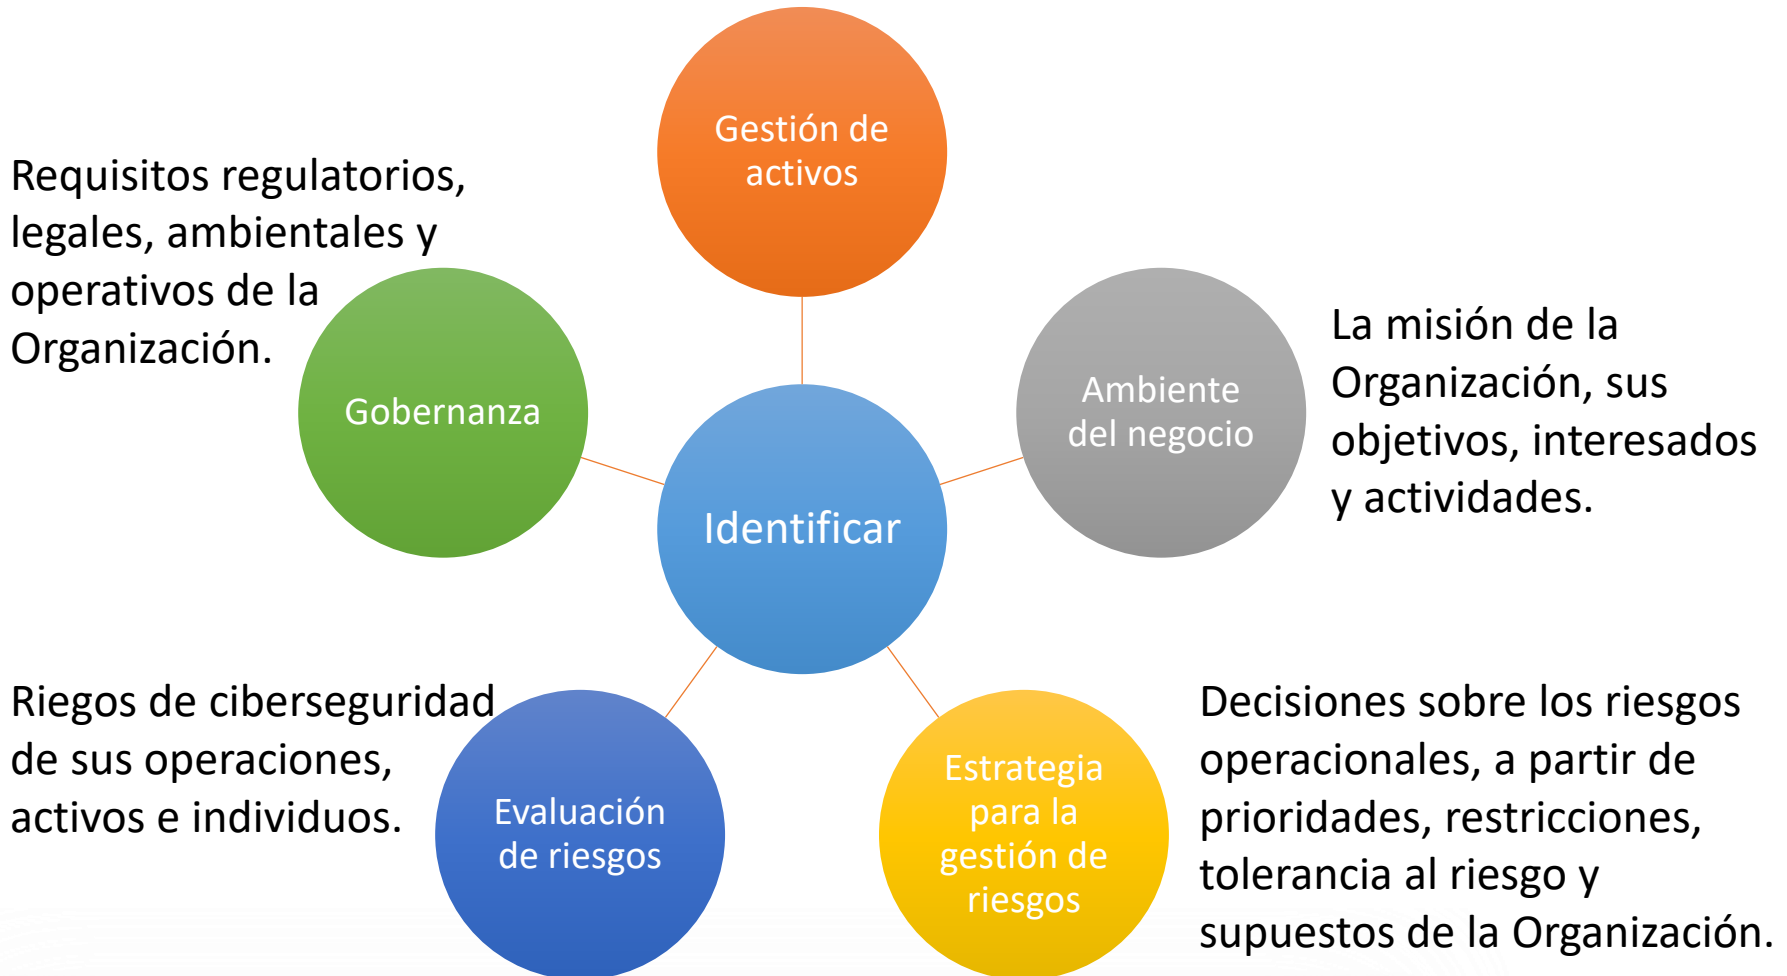 Gestión de
activos
Requisitos regulatorios,
legales, ambientales y
operativos de la
Organización.
Gobernanza
Ambiente
del negocio
La misión de la
Organización, sus
objetivos, interesados
y actividades.
Identificar
Riegos de ciberseguridad
de sus operaciones,
activos e individuos.
Evaluación
de riesgos
Estrategia
para la
gestión de
riesgos
Decisiones sobre los riesgos
operacionales, a partir de
prioridades, restricciones,
tolerancia al riesgo y
supuestos de la Organización.